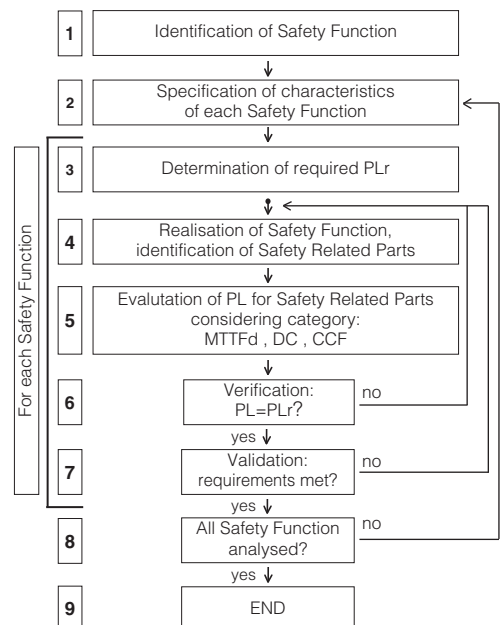 1
Identification of Safety Function
2
Specification of characteristics
of each Safety Function
For each Safety Function
3
Determination of required PLr
4
Realisation of Safety Function,
identification of Safety Related Parts
5
Evalutation of PL for Safety Related Parts
considering category:
MTTFd , DC , CCF
6
Verification:
PL=PLr?
no
yes
7
Validation:
requirements met?
no
yes
8
All Safety Function
analysed?
no
yes
9
END